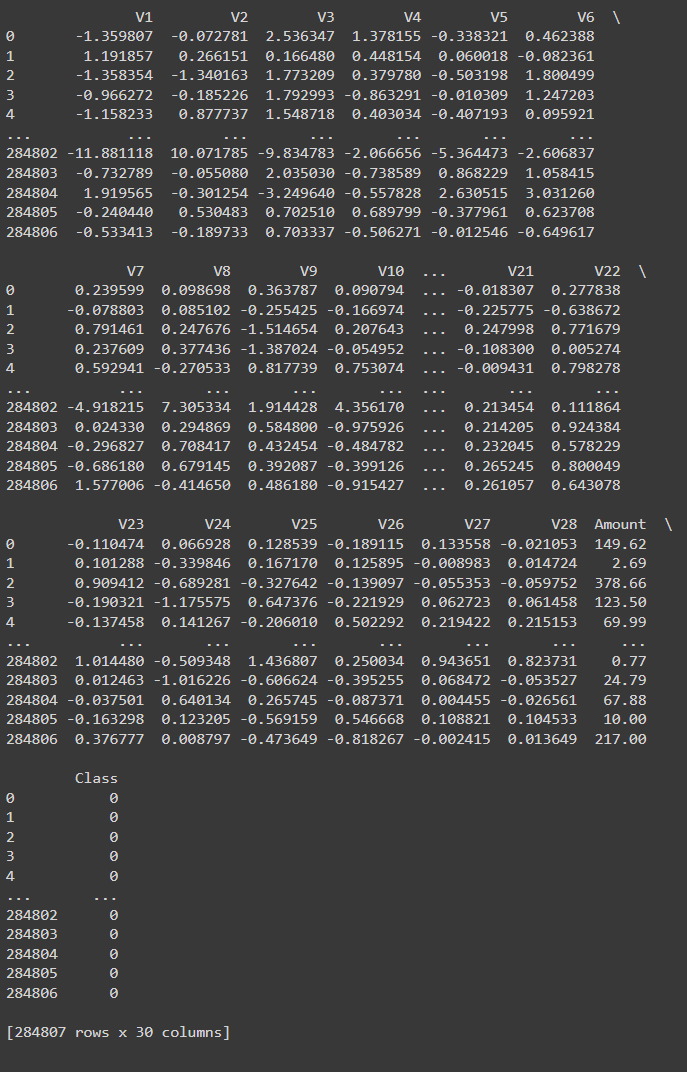 V1 V2 V3 V4 V5 V6 \
0 -1.359807 -0.072781 2.536347 1.378155 -0.338321 0.462388
1 1.191857 0.266151 0.166480 0.448154 0.060018 -0.082361
2 -1.358354 -1.340163 1.773209 0.379780 -0.503198 1.800499
3 -0.966272 -0.185226 1.792993 -0.863291 -0.010309 1.247203
4 -1.158233 0.877737 1.548718 0.403034 -0.407193 0.095921
... ... ... ... ... ... ...
284802 -11.881118 10.071785 -9.834783 -2.066656 -5.364473 -2.606837
284803 -0.732789 -0.055080 2.035030 -0.738589 0.868229 1.058415
284804 1.919565 -0.301254 -3.249640 -0.557828 2.630515 3.031260
284805 -0.240440 0.530483 0.702510 0.689799 -0.377961 0.623708
284806 -0.533413 -0.189733 0.703337 -0.506271 -0.012546 -0.649617
V7 V8 V9 V10 ... V21 V22 \
0 0.239599 0.098698 0.363787 0.090794 ... -0.018307 0.277838
1 -0.078803 0.085102 -0.255425 -0.166974 ... -0.225775 -0.638672
2 0.791461 0.247676 -1.514654 0.207643 ... 0.247998 0.771679
3 0.237609 0.377436 -1.387024 -0.054952 ... -0.108300 0.005274
4 0.592941 -0.270533 0.817739 0.753074 ... -0.009431 0.798278
... ... ... ... ... ... ... ...
284802 -4.918215 7.305334 1.914428 4.356170 ... 0.213454 0.111864
284803 0.024330 0.294869 0.584800 -0.975926 ... 0.214205 0.924384
284804 -0.296827 0.708417 0.432454 -0.484782 ... 0.232045 0.578229
284805 -0.686180 0.679145 0.392087 -0.399126 ... 0.265245 0.800049
284806 1.577006 -0.414650 0.486180 -0.915427 ... 0.261057 0.643078
V23 V24 V25 V26 V27 V28 Amount \
0 -0.110474 0.066928 0.128539 -0.189115 0.133558 -0.021053 149.62
1 0.101288 -0.339846 0.167170 0.125895 -0.008983 0.014724 2.69
2 0.909412 -0.689281 -0.327642 -0.139097 -0.055353 -0.059752 378.66
3 -0.190321 -1.175575 0.647376 -0.221929 0.062723 0.061458 123.50
4 -0.137458 0.141267 -0.206010 0.502292 0.219422 0.215153 69.99
... ... ... ... ... ... ... ...
284802 1.014480 -0.509348 1.436807 0.250034 0.943651 0.823731 0.77
284803 0.012463 -1.016226 -0.606624 -0.395255 0.068472 -0.053527 24.79
284804 -0.037501 0.640134 0.265745 -0.087371 0.004455 -0.026561 67.88
284805 -0.163298 0.123205 -0.569159 0.546668 0.108821 0.104533 10.00
284806 0.376777 0.008797 -0.473649 -0.818267 -0.002415 0.013649 217.00
Class
0 0
1 0
2 0
3 0
4 0
... ...
284802 0
284803 0
284804 0
284805 0
284806 0
[284807 rows x 30 columns]